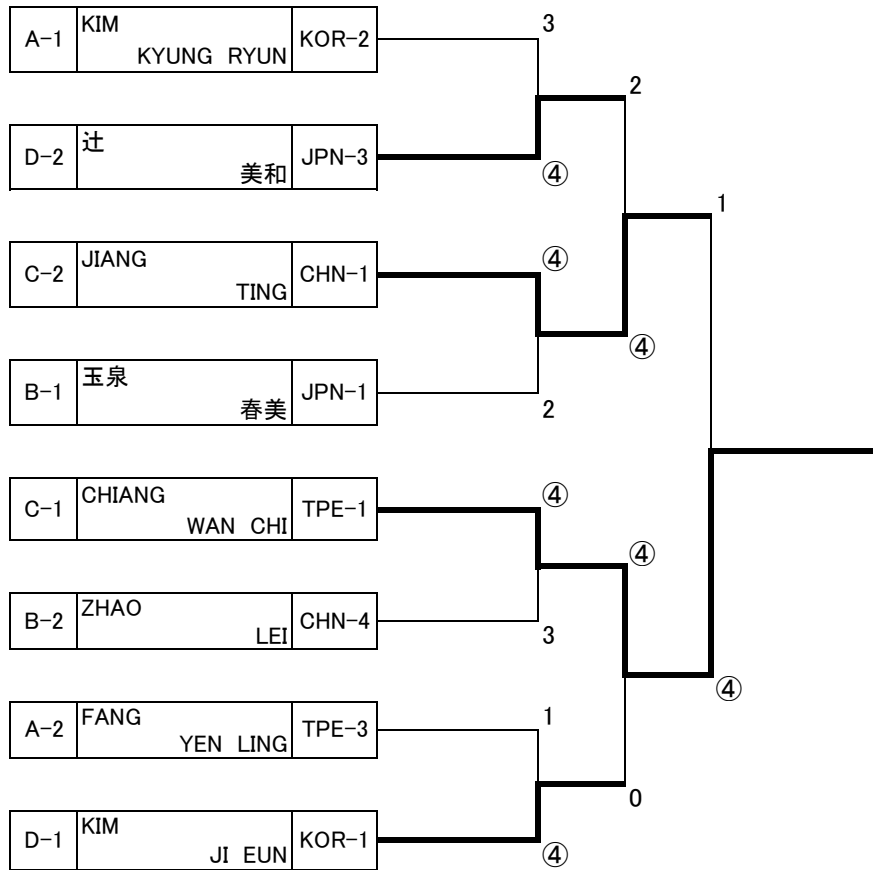 A-1 KIM KYUNG RYUN KOR-2
3
2
D-2 辻 美和 JPN-3
④
1
C-2 JIANG TING CHN-1
④
④
B-1 玉泉 春美 JPN-1
2
C-1 CHIANG WAN CHI TPE-1
④
④
B-2 ZHAO LEI CHN-4
3
④
A-2 FANG YEN LING TPE-3
1
0
D-1 KIM JI EUN KOR-1
④